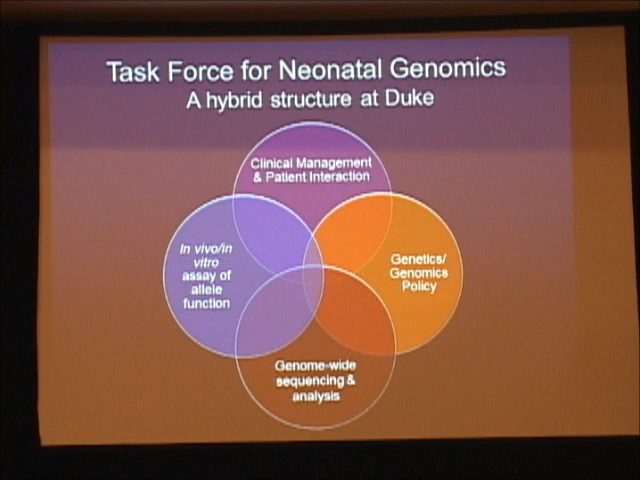 Task Force for Neonatal Genomics
A hybrid structure at Duke
Clinical Management
& Patient Interaction
In vivo/in
vitro
assay of
allele
function
Genetics/
Genomics
Policy
Genome-wide
sequencing &
analysis